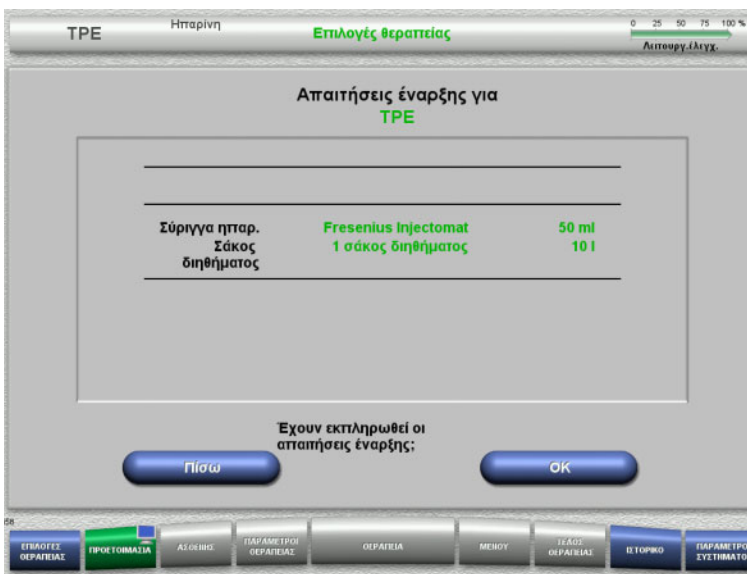 TPE
Ηπαρίνη
Επιλογές θεραπείας
0 25 50 75 100 %
Λειτουργ.έλεγχ.
Απαιτήσεις έναρξης για
TPE
Σύριγγα ηπαρ. Fresenius Injectomat 50 ml
Σάκος 1 σάκος διηθήματος 10 l
διηθήματος
Έχουν εκπληρωθεί οι
απαιτήσεις έναρξης;
Πίσω
OK
ΕΠΙΛΟΓΕΣ ΘΕΡΑΠΕΙΑΣ
ΠΡΟΕΤΟΙΜΑΣΙΑ
ΑΣΘΕΝΗΣ
ΠΑΡΑΜΕΤΡΟΙ ΘΕΡΑΠΕΙΑΣ
ΘΕΡΑΠΕΙΑ
ΜΕΝΟΥ
ΤΕΛΟΣ ΘΕΡΑΠΕΙΑΣ
ΙΣΤΟΡΙΚΟ
ΠΑΡΑΜΕΤΡΟ
ΣΥΣΤΗΜΑΤΟ